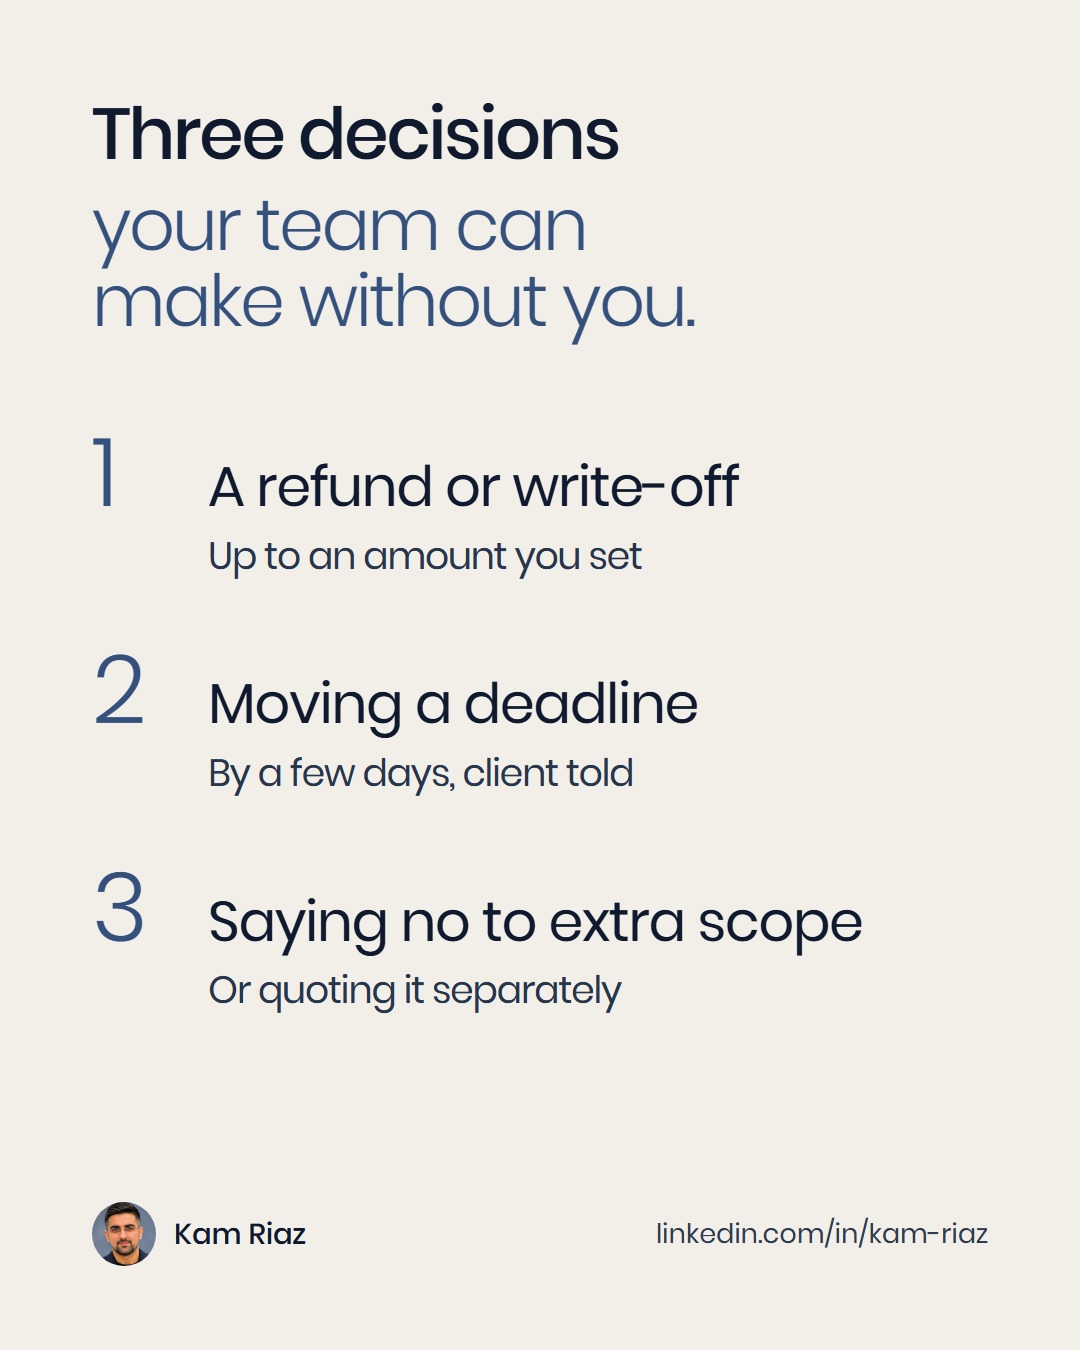 Three decisions
your team can
make without you.
1
A refund or write-off
Up to an amount you set
2
Moving a deadline
By a few days, client told
3
Saying no to extra scope
Or quoting it separately
Kam Riaz
linkedin.com/in/kam-riaz